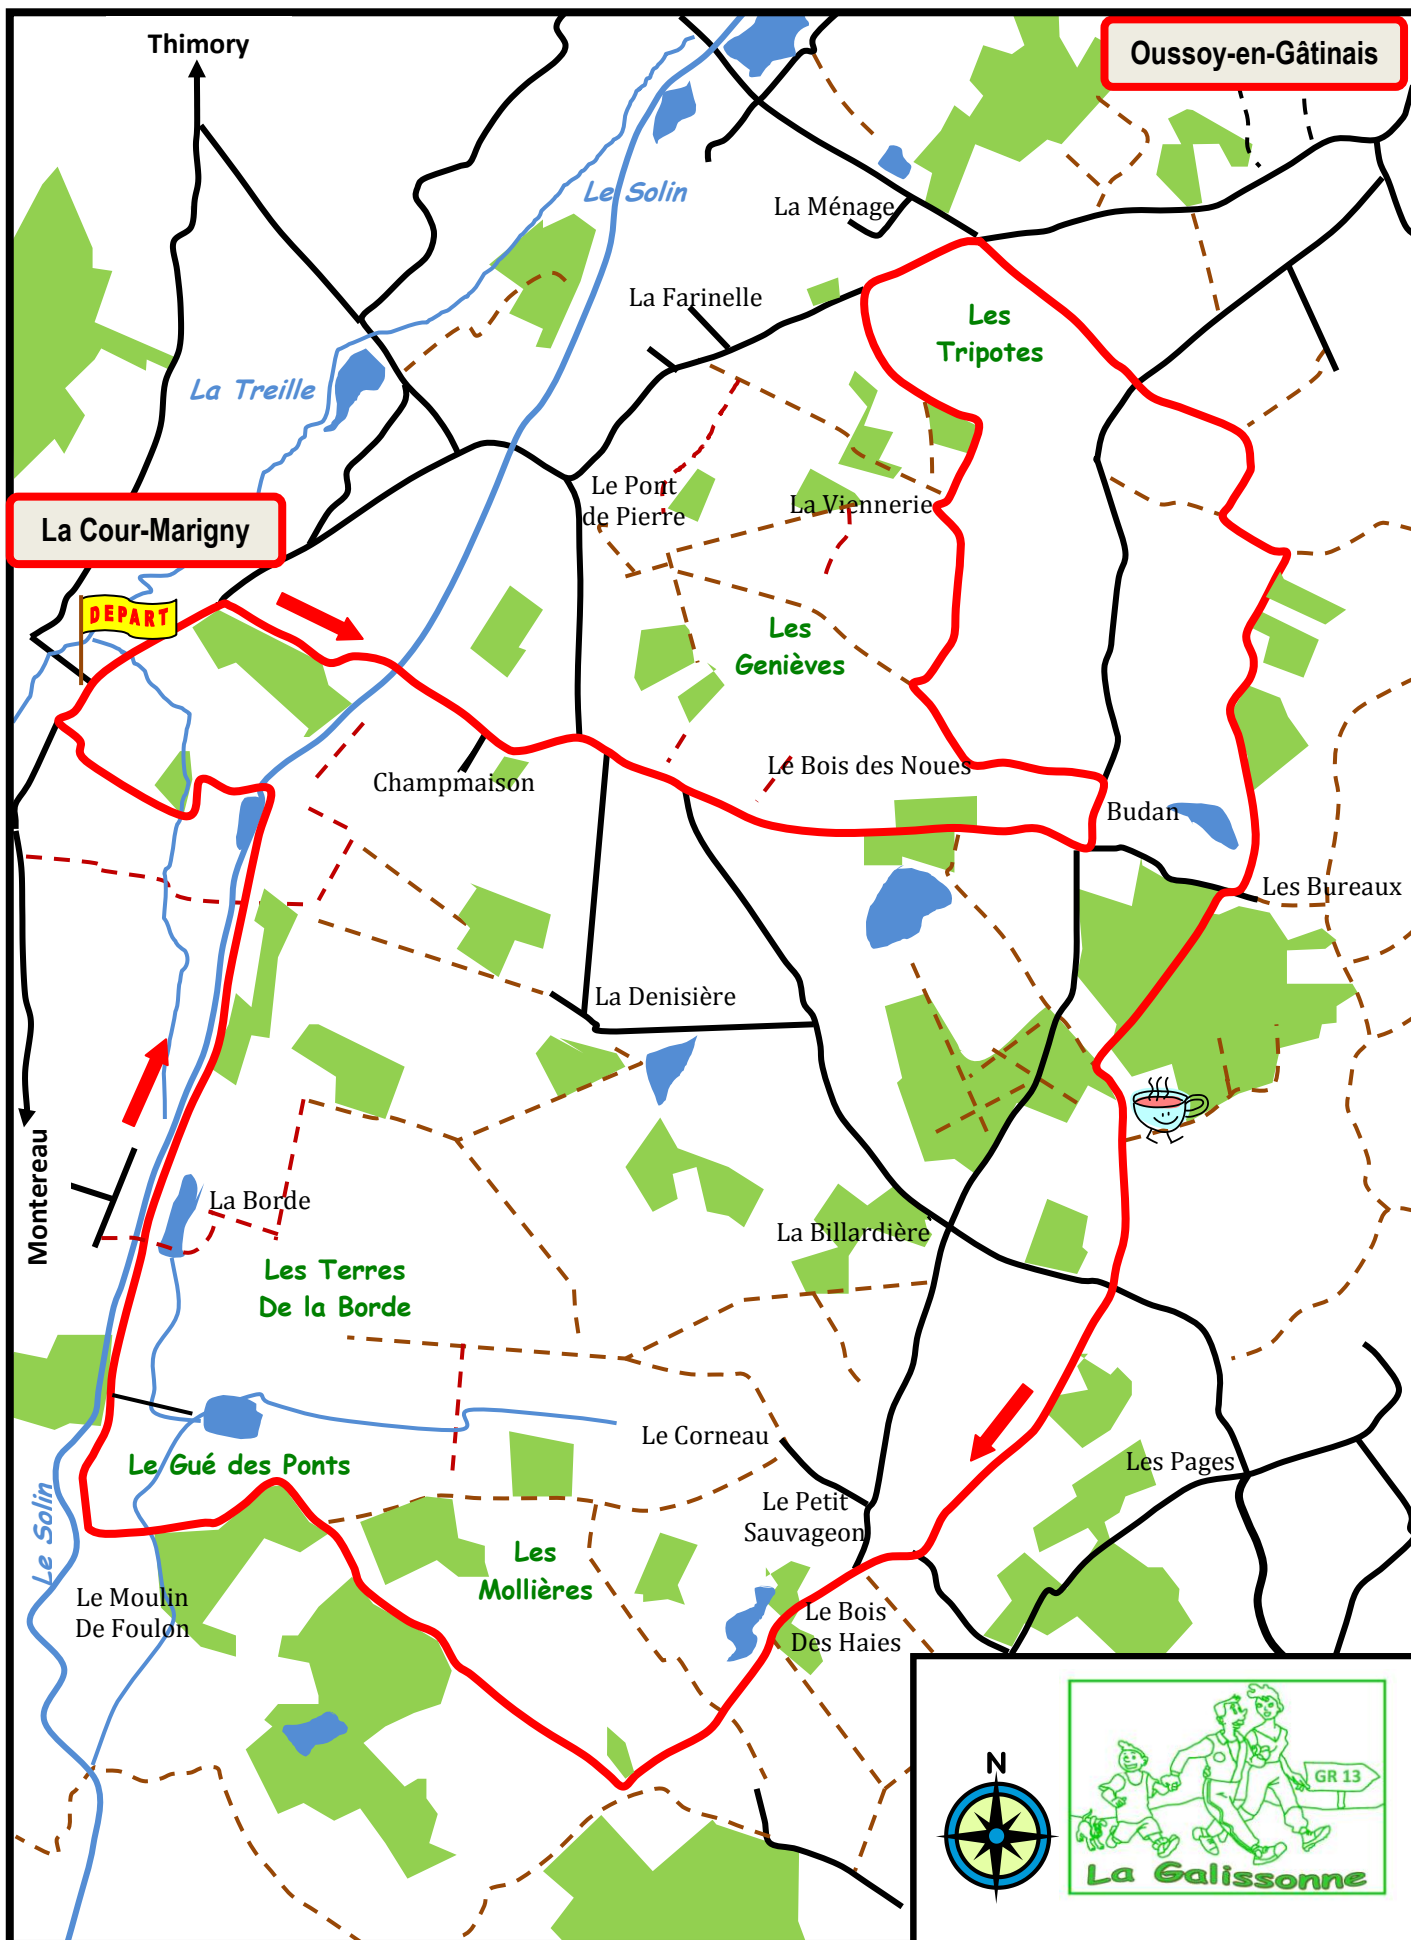 Thimory
Oussoy-en-Gâtinais
Le Solin
La Ménage
La Farinelle
Les
Tripotes
La Treille
Le Pont
de Pierre
La Viennerie
La Cour-Marigny
DEPART
Les
Genièves
Champmaison
Le Bois des Noues
Budan
Les Bureaux
La Denisière
Montereau
La Borde
La Billardière
Les Terres
De la Borde
Le Corneau
Le Gué des Ponts
Les Pages
Le Solin
Le Petit
Sauvageon
Les
Mollières
Le Moulin
De Foulon
Le Bois
Des Haies
N
GR 13
La Galissonne